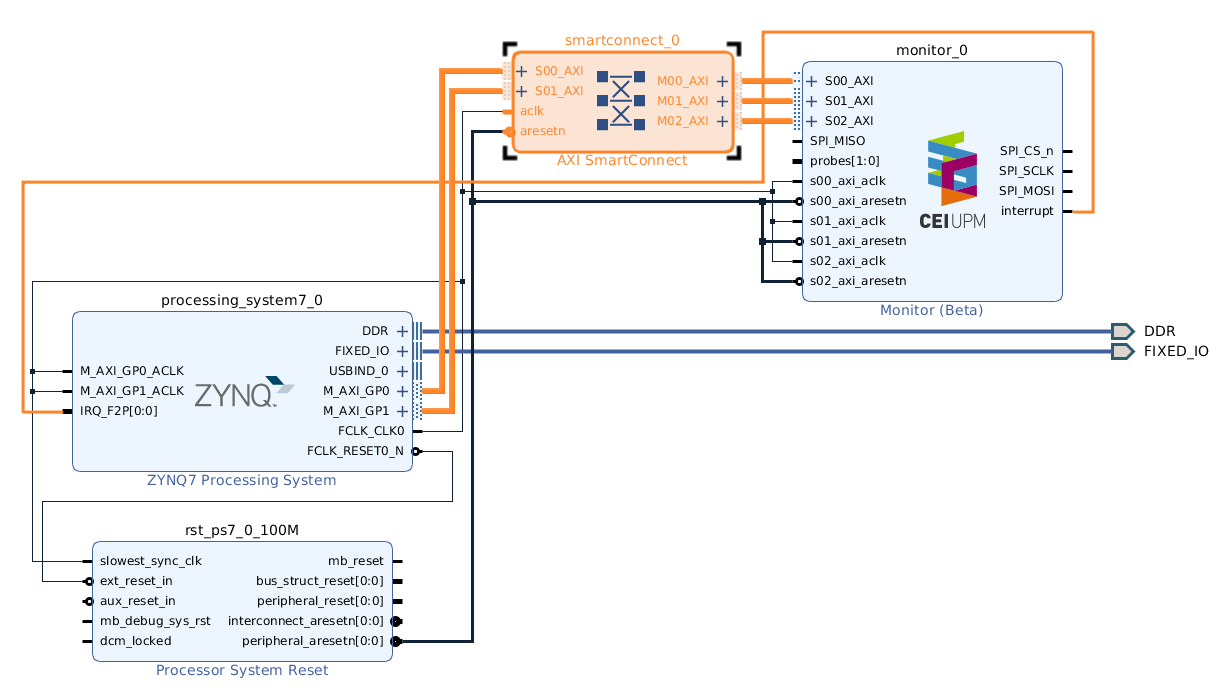 smartconnect_0
S00_AXI
S01_AXI
aclk
aresetn
M00_AXI
M01_AXI
M02_AXI
AXI SmartConnect
monitor_0
S00_AXI
S01_AXI
S02_AXI
SPI_MISO
probes[1:0]
s00_axi_aclk
s00_axi_aresetn
s01_axi_aclk
s01_axi_aresetn
s02_axi_aclk
s02_axi_aresetn
CEIUPM
SPI_CS_n
SPI_SCLK
SPI_MOSI
interrupt
Monitor (Beta)
processing_system7_0
M_AXI_GP0_ACLK
M_AXI_GP1_ACLK
IRQ_F2P[0:0]
ZYNQ
DDR
FIXED_IO
USBIND_0
M_AXI_GP0
M_AXI_GP1
FCLK_CLK0
FCLK_RESET0_N
ZYNQ7 Processing System
DDR
FIXED_IO
rst_ps7_0_100M
slowest_sync_clk
ext_reset_in
aux_reset_in
mb_debug_sys_rst
dcm_locked
mb_reset
bus_struct_reset[0:0]
peripheral_reset[0:0]
interconnect_aresetn[0:0]
peripheral_aresetn[0:0]
Processor System Reset